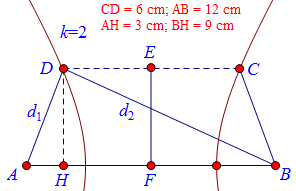 CD = 6 cm; AB = 12 cm
AH = 3 cm; BH = 9 cm
k=2
E
D
C
d₁
d₂
A
H
F
B